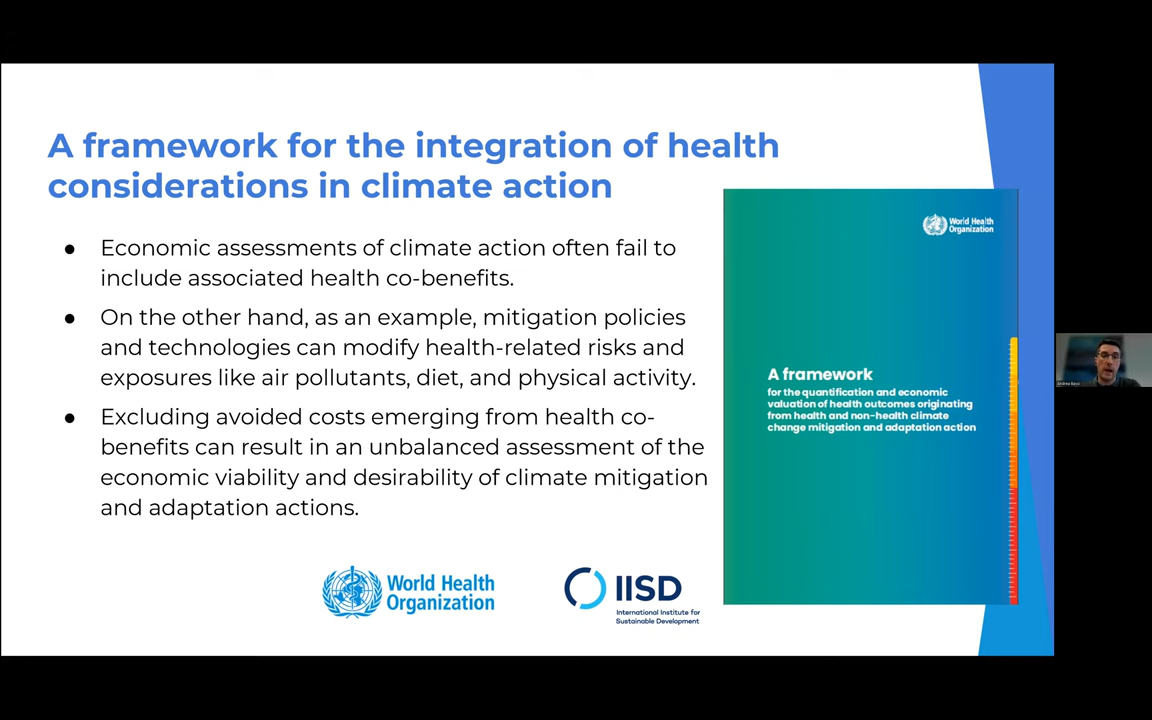 A framework for the integration of health
considerations in climate action
● Economic assessments of climate action often fail to
include associated health co-benefits.
● On the other hand, as an example, mitigation policies
and technologies can modify health-related risks and
exposures like air pollutants, diet, and physical activity.
● Excluding avoided costs emerging from health co-
benefits can result in an unbalanced assessment of the
economic viability and desirability of climate mitigation
and adaptation actions.
World Health
Organization
IISD
International Institute for
Sustainable Development
World Health
Organization
A framework
for the quantification and economic
valuation of health outcomes originating
from health and non-health climate
change mitigation and adaptation action